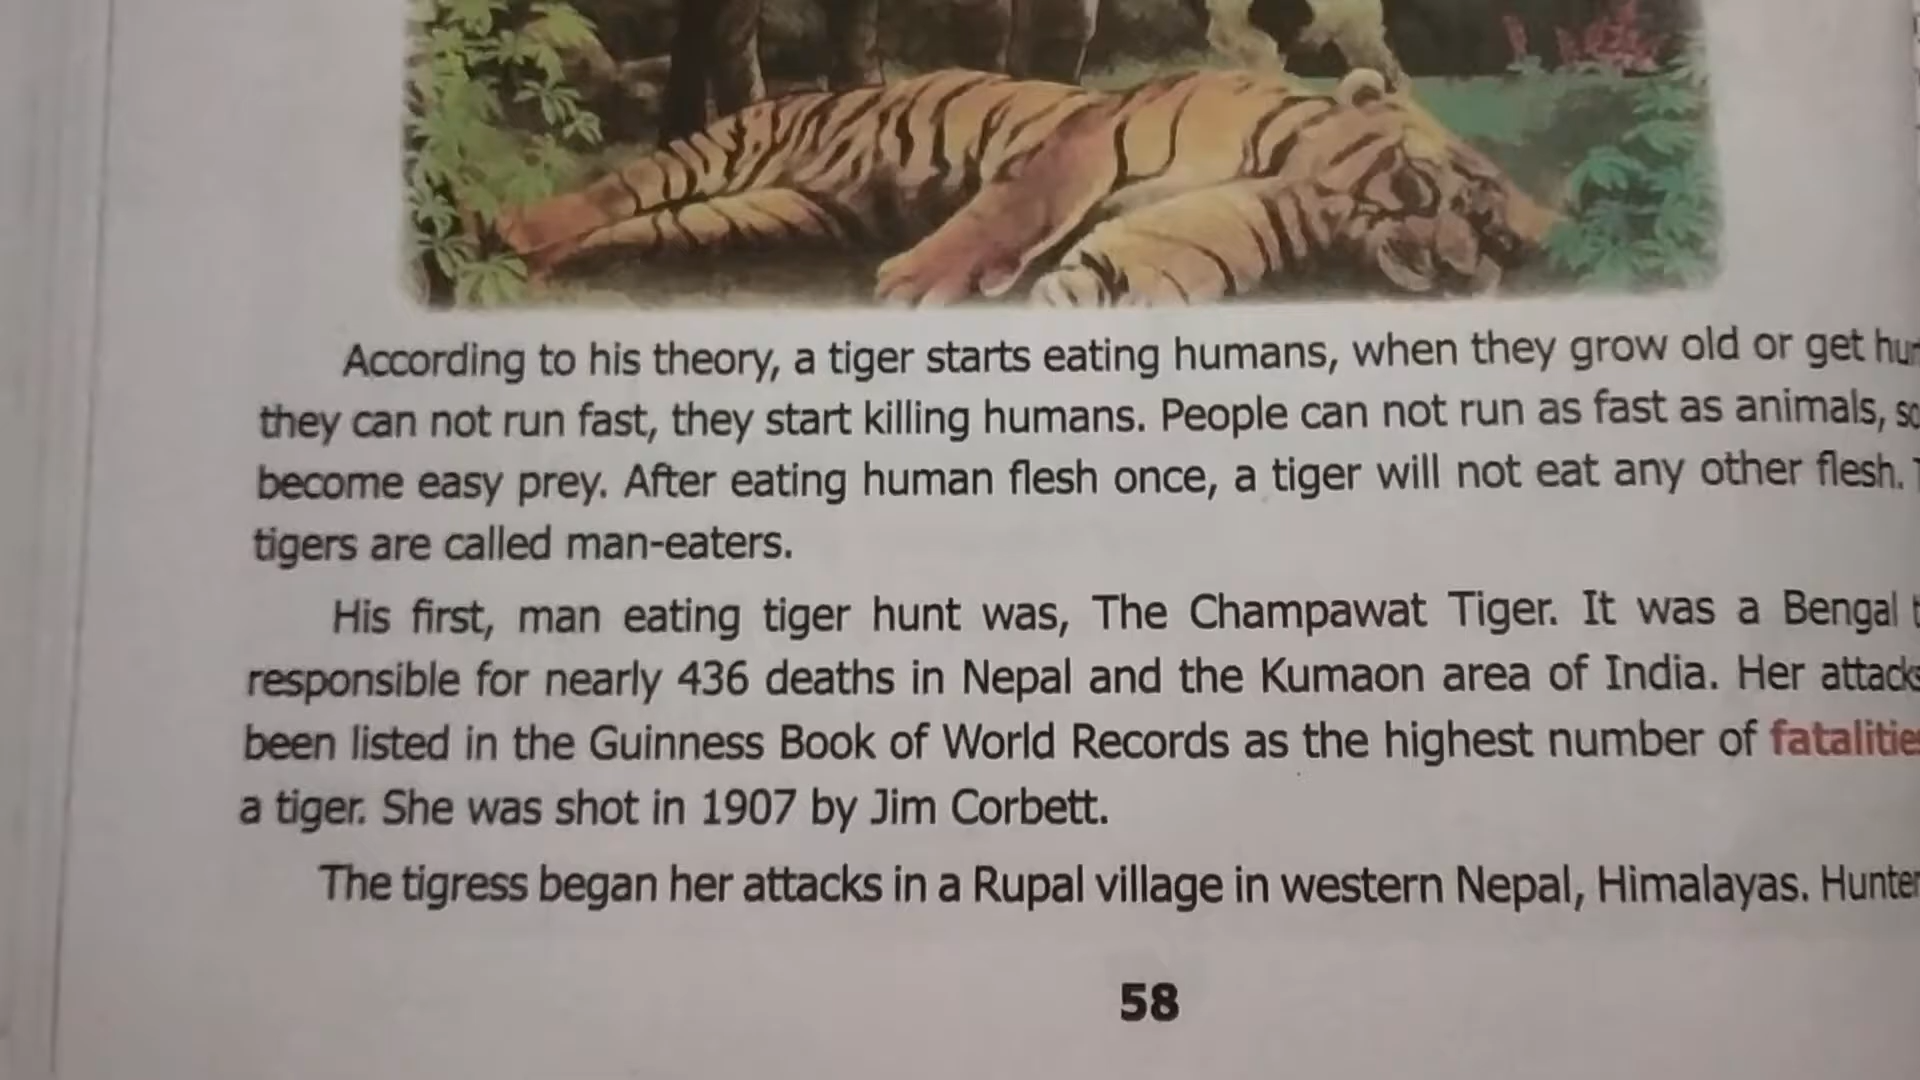 According to his theory, a tiger starts eating humans, when they grow old or get
they can not run fast, they start killing humans. People can not run as fast as animals,
become easy prey. After eating human flesh once, a tiger will not eat any other flesh.
tigers are called man-eaters.
His first, man eating tiger hunt was, The Champawat Tiger. It was a Bengal
responsible for nearly 436 deaths in Nepal and the Kumaon area of India. Her
been listed in the Guinness Book of World Records as the highest number of
a tiger. She was shot in 1907 by Jim Corbett.
The tigress began her attacks in a Rupal village in western Nepal, Himalayas.
58